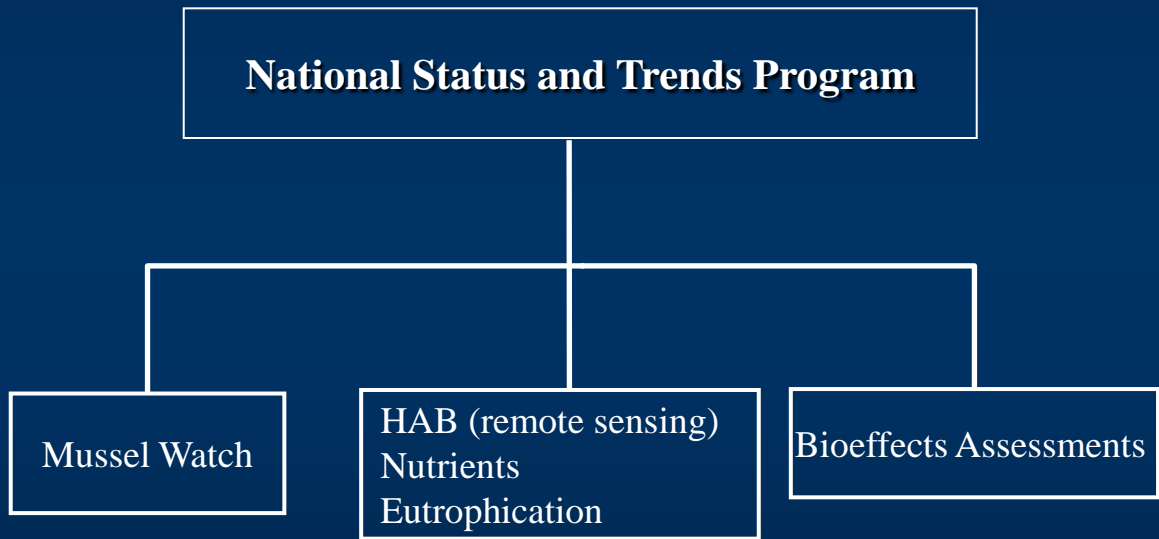 National Status and Trends Program
Mussel Watch
HAB (remote sensing)
Nutrients
Eutrophication
Bioeffects Assessments